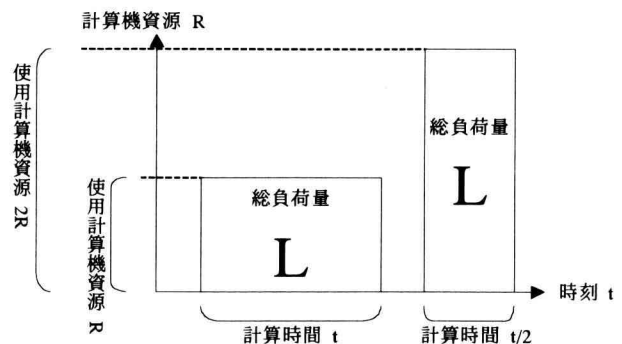 計算機資源 R
使用計算機資源 2R
使用計算機資源 R
総負荷量
L
総負荷量
L
時刻 t
計算時間 t
計算時間 t/2